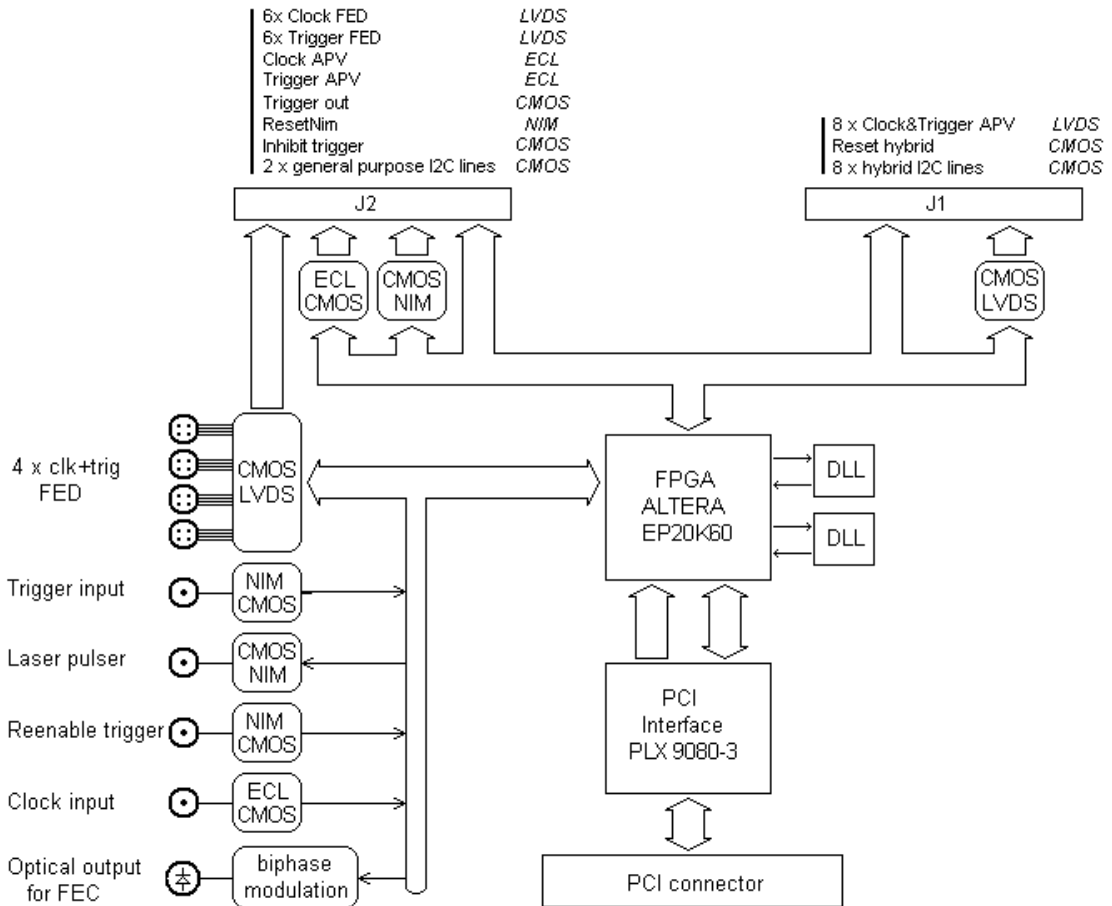 6x Clock FED LVDS
6x Trigger FED LVDS
Clock APV ECL
Trigger APV ECL
Trigger out CMOS
ResetNim NIM
Inhibit trigger CMOS
2 x general purpose I2C lines CMOS
8 x Clock&Trigger APV LVDS
Reset hybrid CMOS
8 x hybrid I2C lines CMOS
J2
J1
ECL
CMOS
CMOS
NIM
CMOS
LVDS
4 x clk+trig
FED
CMOS
LVDS
FPGA
ALTERA
EP20K60
DLL
DLL
Trigger input
NIM
CMOS
Laser pulser
CMOS
NIM
Reenable trigger
NIM
CMOS
Clock input
ECL
CMOS
Optical output
for FEC
biphase
modulation
PCI
Interface
PLX 9080-3
PCI connector